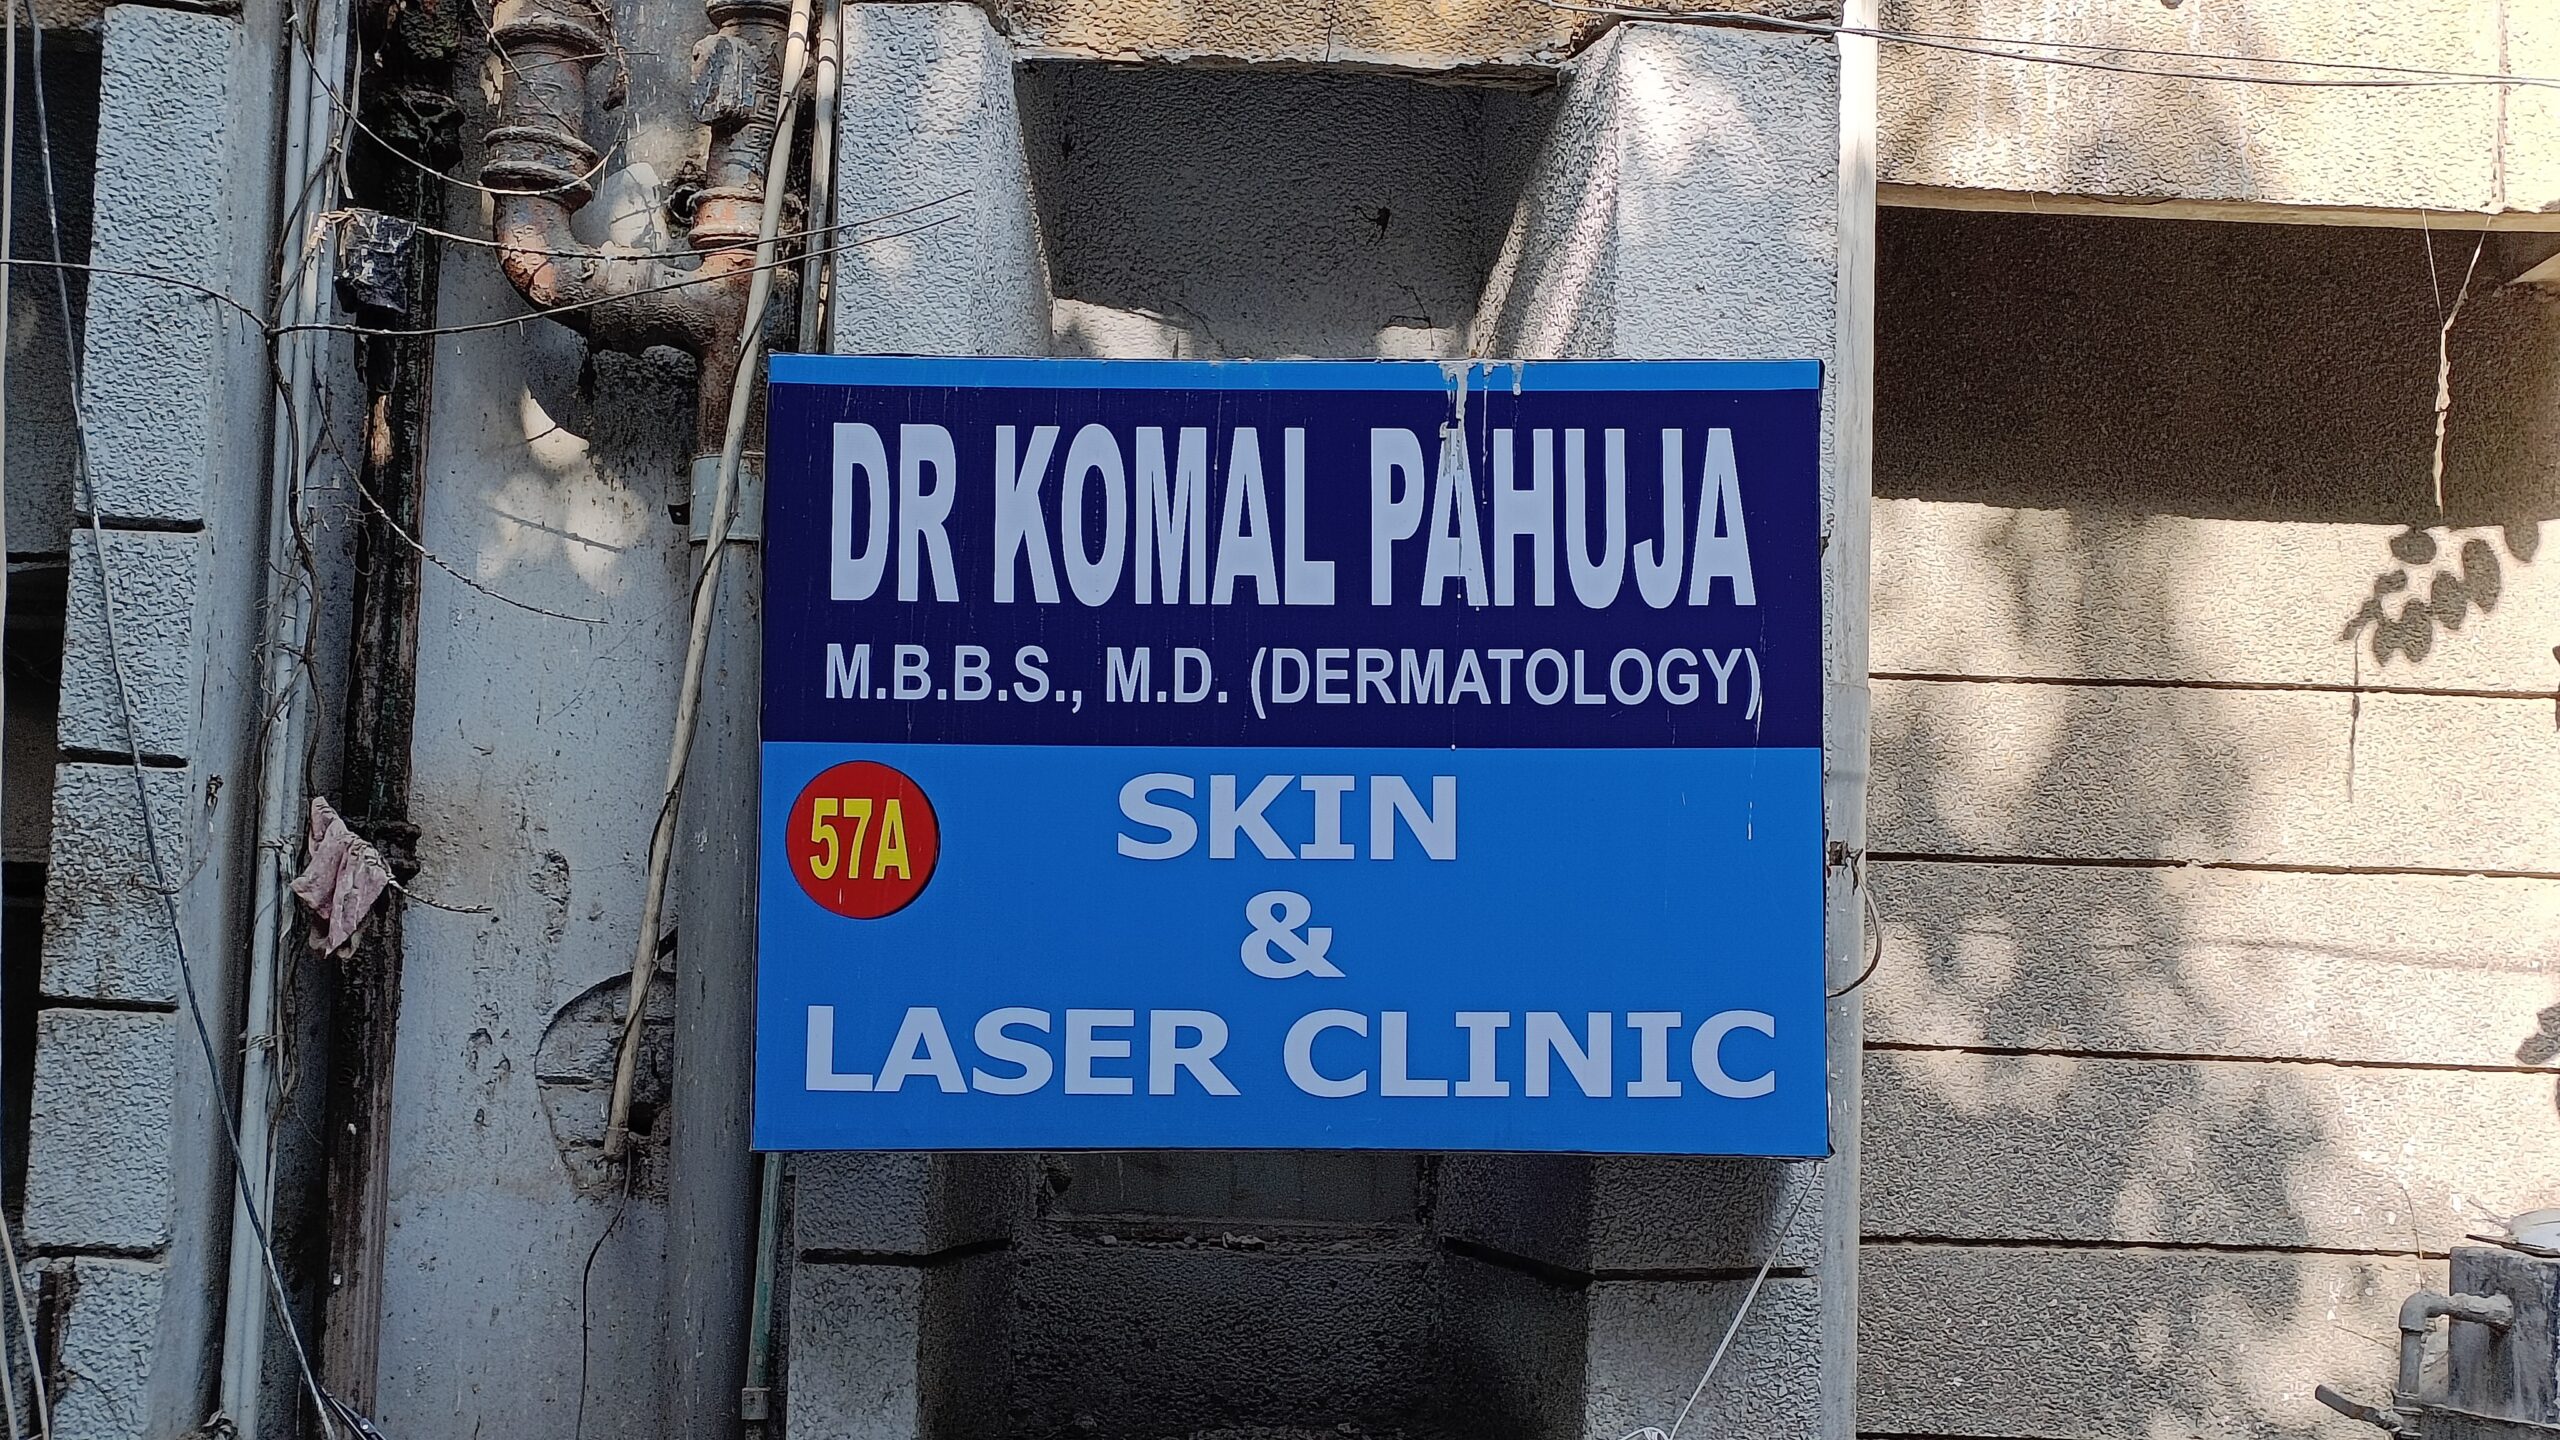 DR KOMAL PAHUJA
M.B.B.S., M.D. (DERMATOLOGY)
57A
SKIN
&
LASER CLINIC